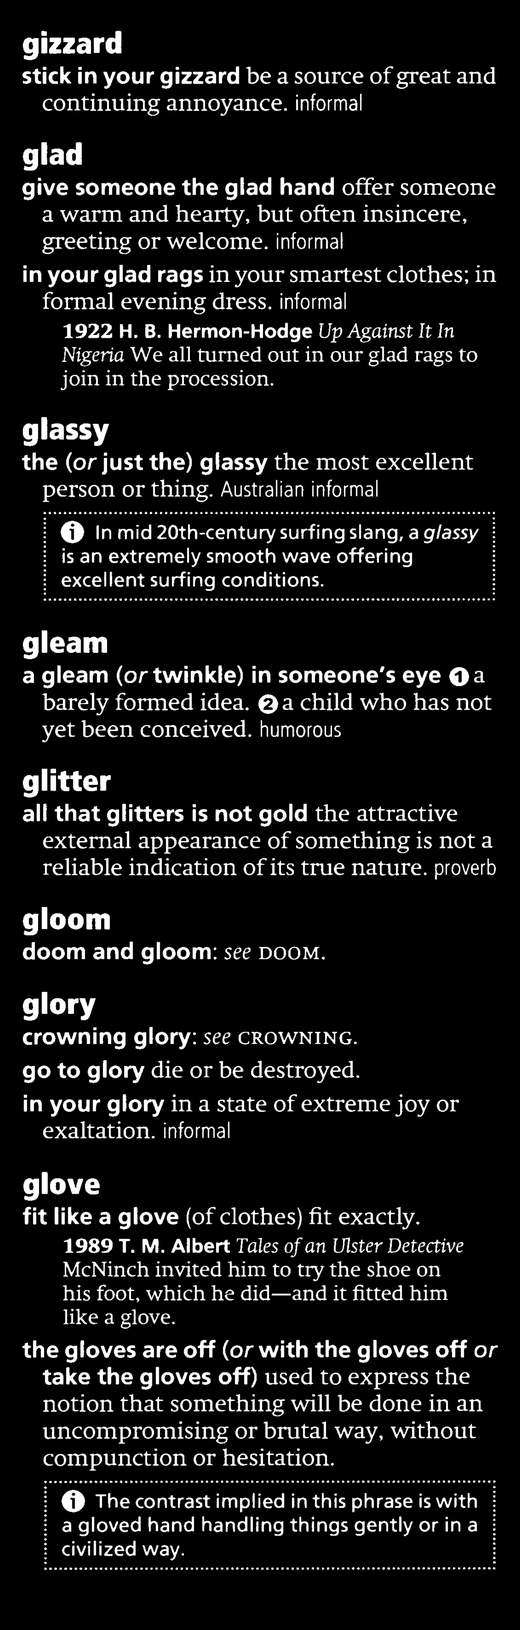 gizzard
stick in your gizzard be a source of great and
continuing annoyance. informal
glad
give someone the glad hand offer someone
a warm and hearty, but often insincere,
greeting or welcome. informal
in your glad rags in your smartest clothes; in
formal evening dress. informal
1922 H. B. Hermon-Hodge Up Against It In
Nigeria We all turned out in our glad rags to
join in the procession.
glassy
the (or just the) glassy the most excellent
person or thing. Australian informal
i In mid 20th-century surfing slang, a glassy
is an extremely smooth wave offering
excellent surfing conditions.
gleam
a gleam (or twinkle) in someone's eye ❶ a
barely formed idea. ❷ a child who has not
yet been conceived. humorous
glitter
all that glitters is not gold the attractive
external appearance of something is not a
reliable indication of its true nature. proverb
gloom
doom and gloom: see DOOM.
glory
crowning glory: see CROWNING.
go to glory die or be destroyed.
in your glory in a state of extreme joy or
exaltation. informal
glove
fit like a glove (of clothes) fit exactly.
1989 T. M. Albert Tales of an Ulster Detective
McNinch invited him to try the shoe on
his foot, which he did—and it fitted him
like a glove.
the gloves are off (or with the gloves off or
take the gloves off) used to express the
notion that something will be done in an
uncompromising or brutal way, without
compunction or hesitation.
i The contrast implied in this phrase is with
a gloved hand handling things gently or in a
civilized way.